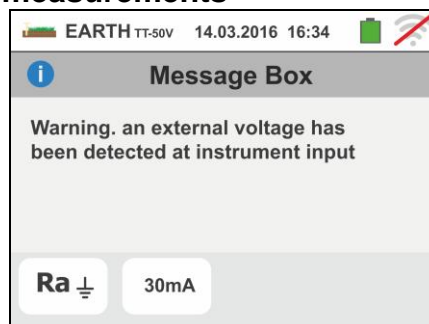 EARTH TT-50V 14.03.2016 16:34
i Message Box
Warning. an external voltage has
been detected at instrument input
Ra 30mA